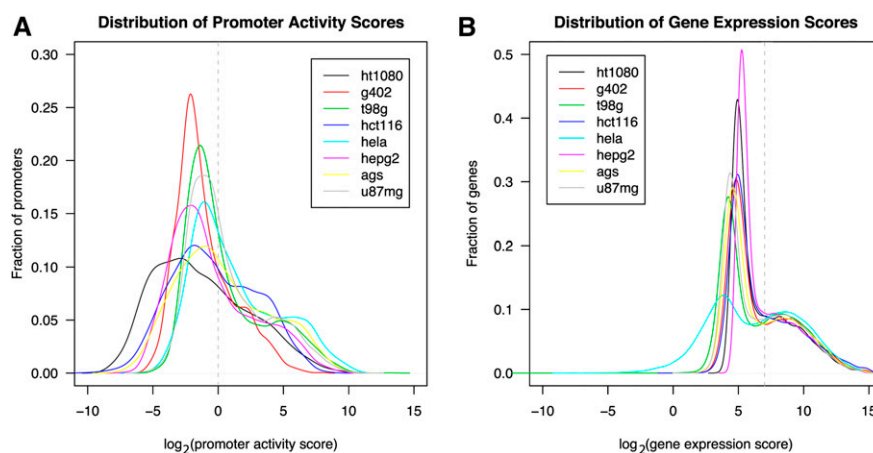 A
Distribution of Promoter Activity Scores
Fraction of promoters
0.30
0.25
0.20
0.15
0.10
0.05
0.00
ht1080
g402
t98g
hct116
hela
hepg2
ags
u87mg
-10 -5 0 5 10 15
log2(promoter activity score)
B
Distribution of Gene Expression Scores
Fraction of genes
0.5
0.4
0.3
0.2
0.1
0.0
ht1080
g402
t98g
hct116
hela
hepg2
ags
u87mg
-10 -5 0 5 10 15
log2(gene expression score)